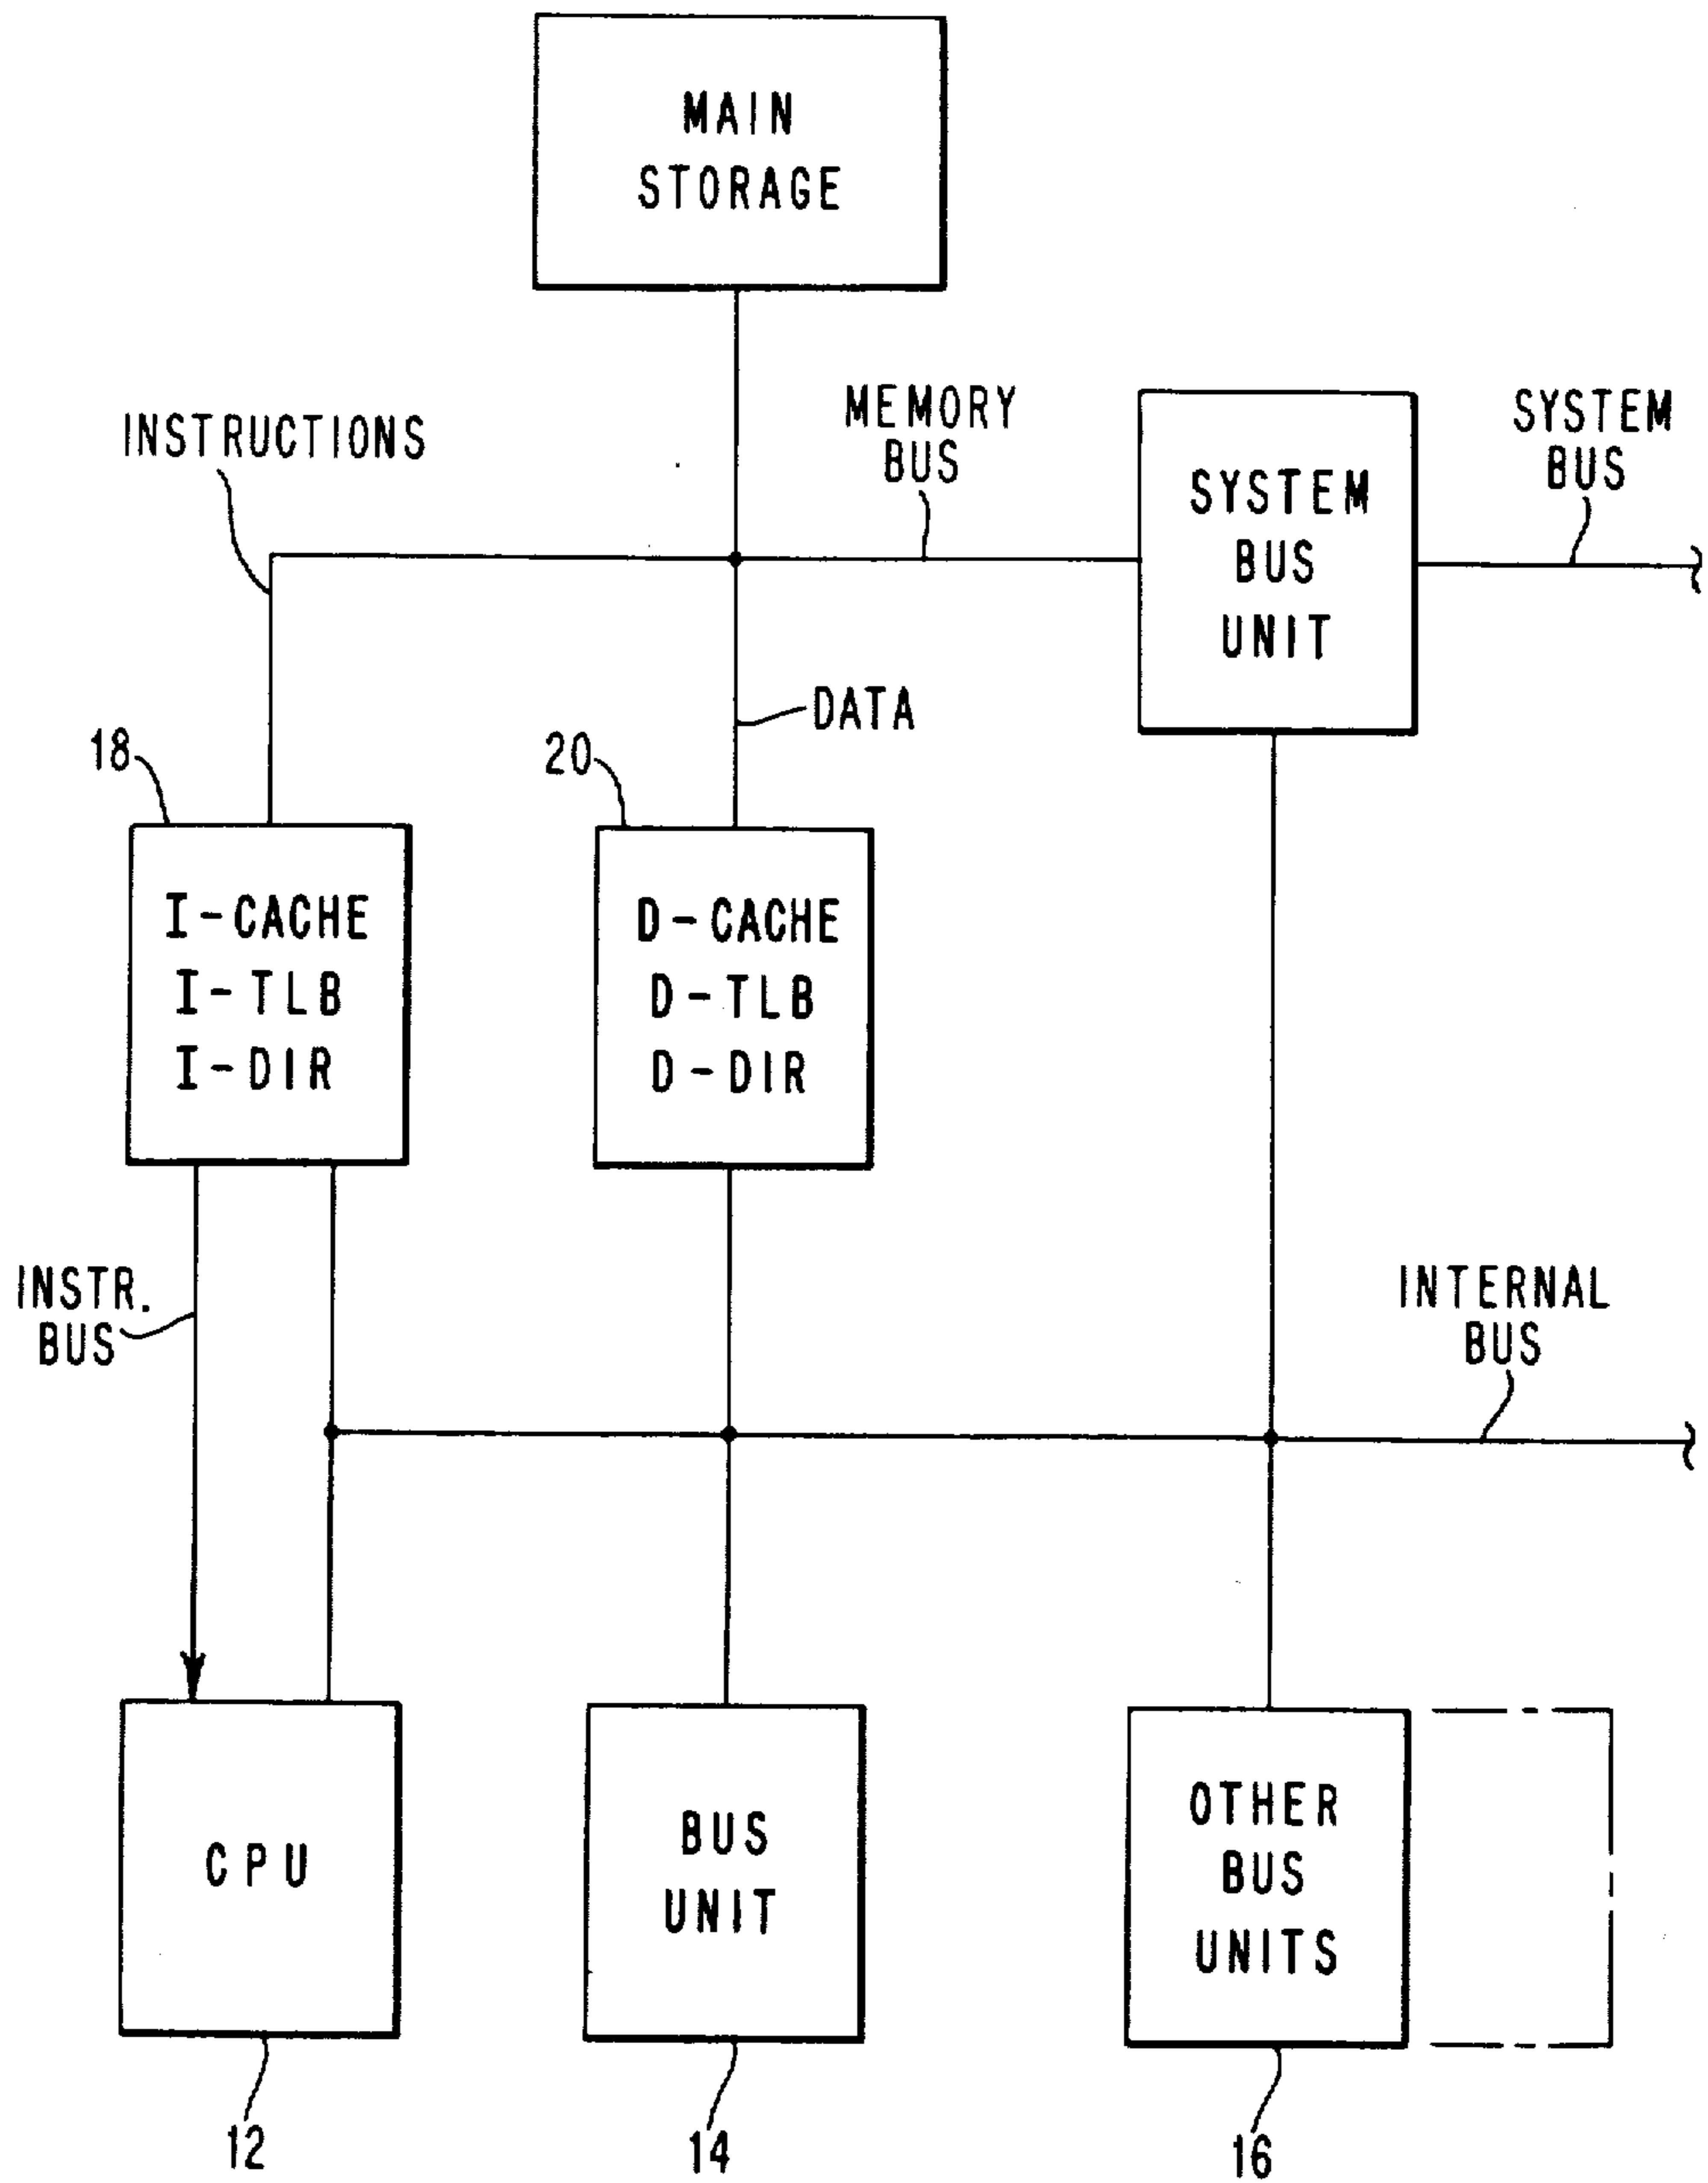 MAIN
STORAGE
INSTRUCTIONS
MEMORY
BUS
SYSTEM
BUS
UNIT
SYSTEM
BUS
DATA
18
20
I-CACHE
I-TLB
I-DIR
D-CACHE
D-TLB
D-DIR
INSTR.
BUS
INTERNAL
BUS
CPU
BUS
UNIT
OTHER
BUS
UNITS
12
14
16